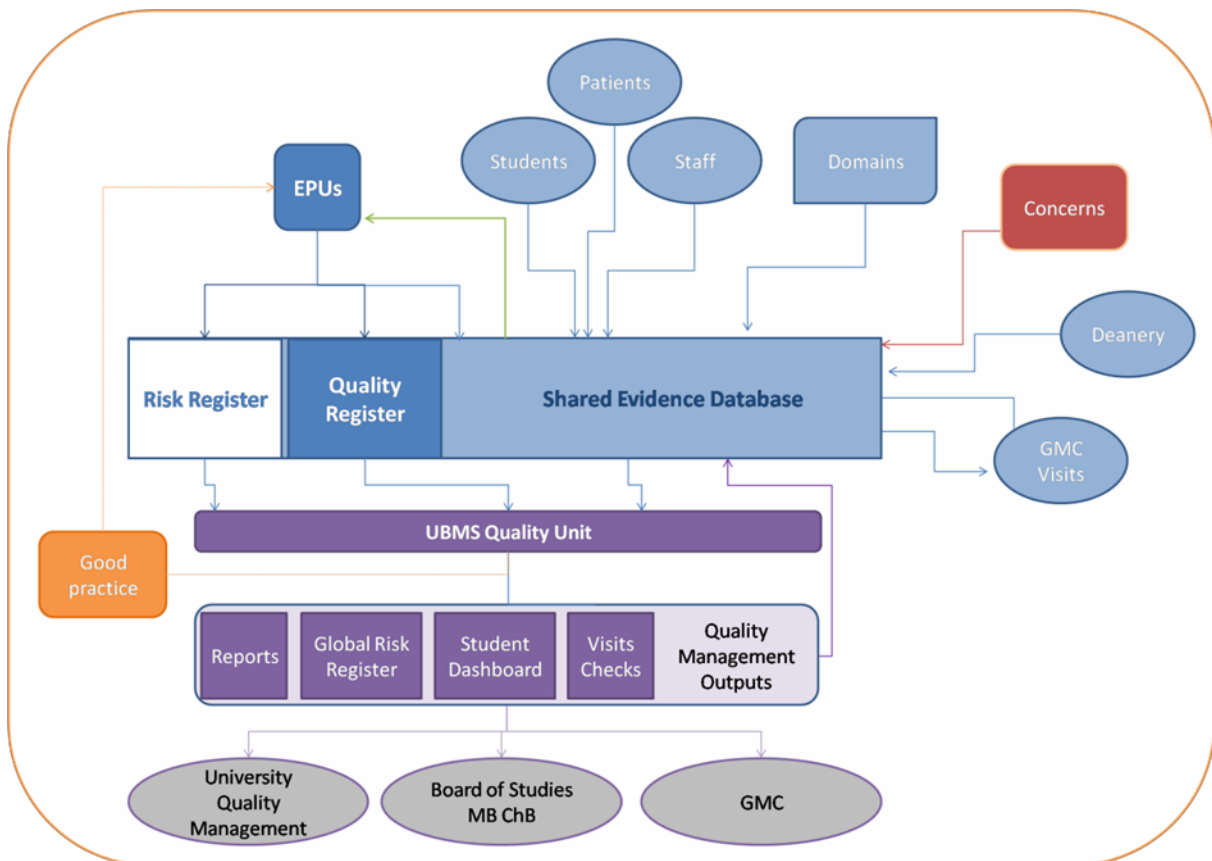 Patients
Students
Staff
Domains
EPUs
Concerns
Deanery
Risk Register
Quality
Register
Shared Evidence Database
GMC
Visits
UBMS Quality Unit
Good
practice
Reports
Global Risk
Register
Student
Dashboard
Visits
Checks
Quality
Management
Outputs
University
Quality
Management
Board of Studies
MB ChB
GMC